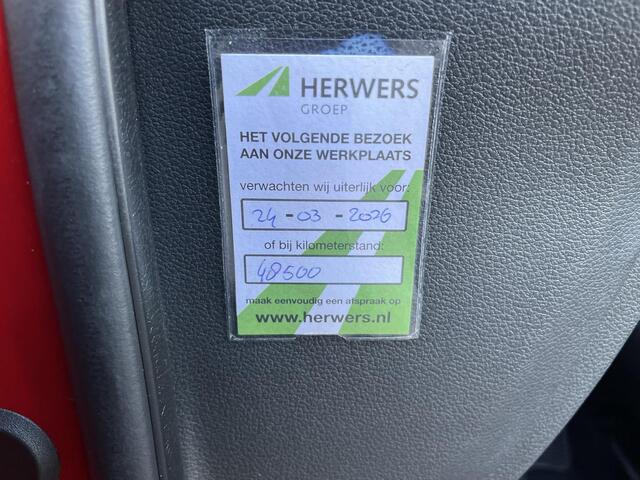 HERWERS
GROEP
HET VOLGENDE BEZOEK
AAN ONZE WERKPLAATS
verwachten wij uiterlijk voor:
24 - 03 - 2026
of bij kilometerstand:
48500
maak eenvoudig een afspraak op
www.herwers.nl